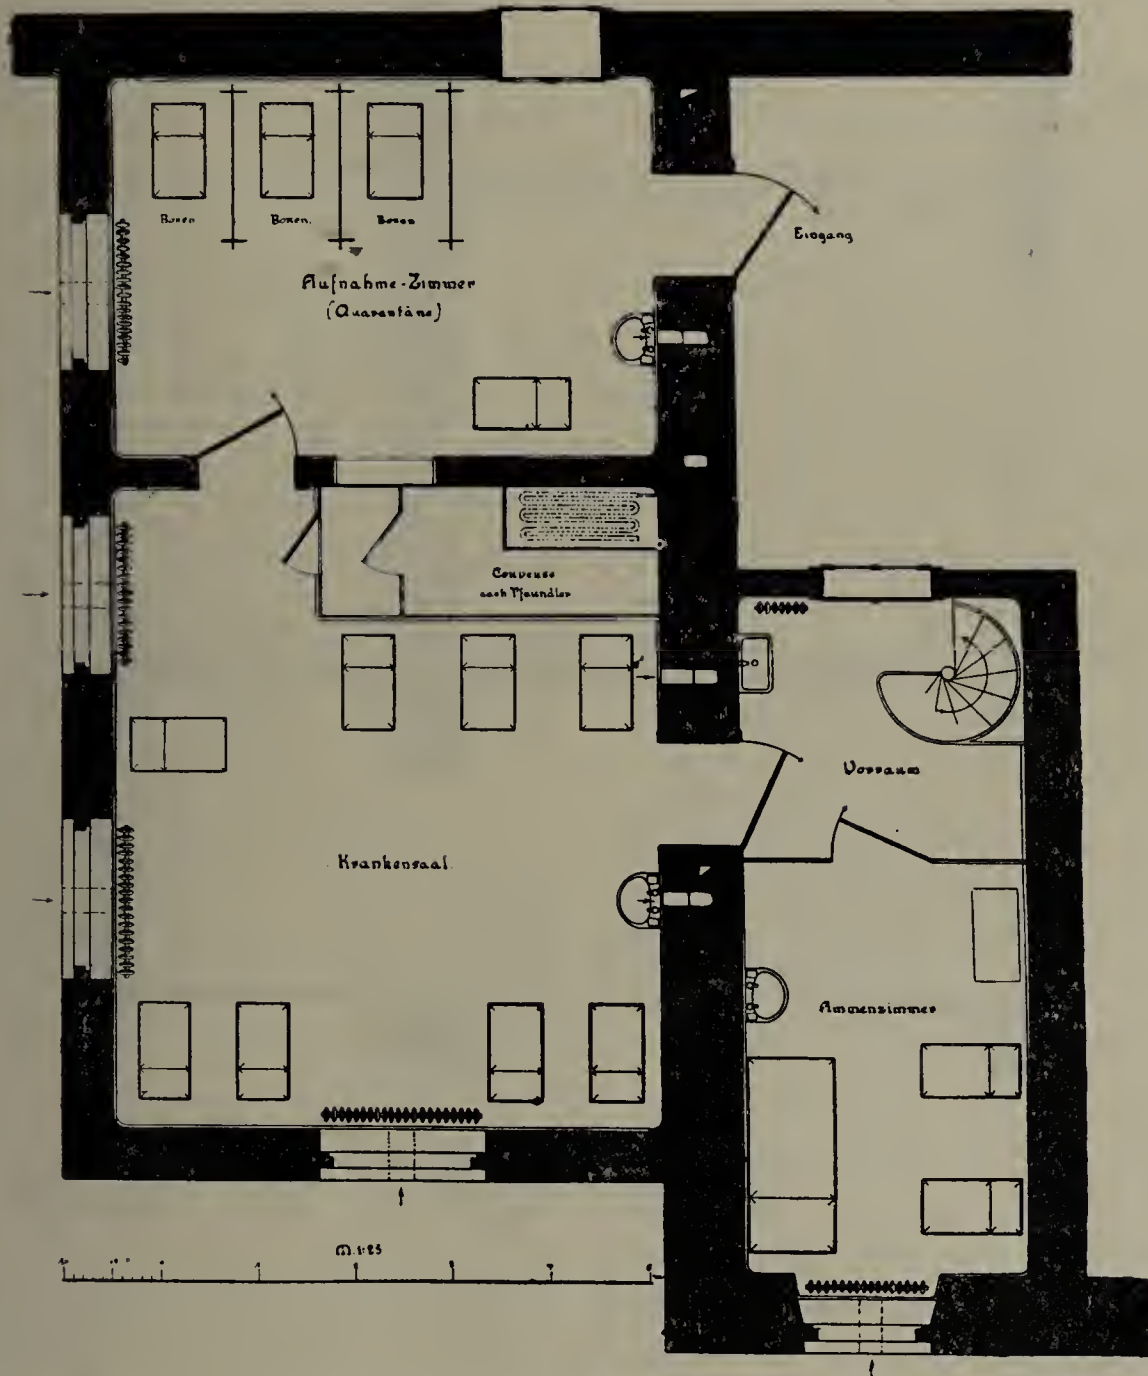 Boxen
Boxen.
Boxen
Eingang
Aufnahme-Zimmer
(Quarantäne)
Couveuse
nach Pfaundler
Vorraum
Krankensaal.
Ammenzimmer
M. 1:25